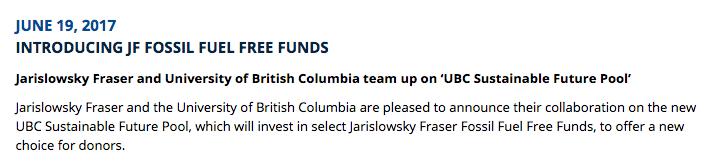 JUNE 19, 2017
INTRODUCING JF FOSSIL FUEL FREE FUNDS
Jarislowsky Fraser and University of British Columbia team up on ‘UBC Sustainable Future Pool’
Jarislowsky Fraser and the University of British Columbia are pleased to announce their collaboration on the new
UBC Sustainable Future Pool, which will invest in select Jarislowsky Fraser Fossil Fuel Free Funds, to offer a new
choice for donors.